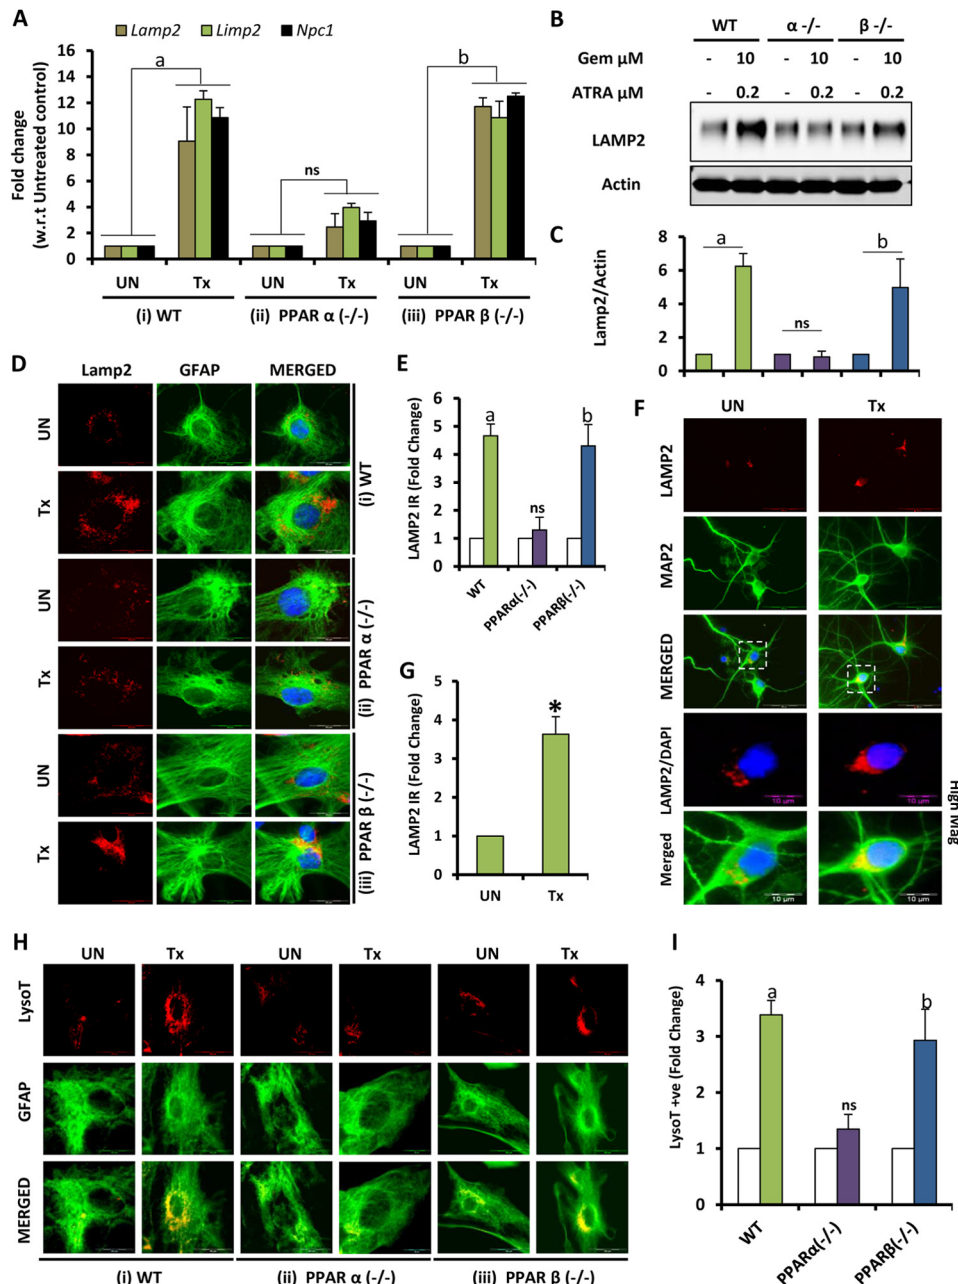 A
Lamp2 Limp2 Npc1
Fold change
(w.r.t Untreated control)
16
14
12
10
8
6
4
2
0
a
ns
b
UN Tx UN Tx UN Tx
(i) WT (ii) PPAR α (-/-) (iii) PPAR β (-/-)
B
WT α -/- β -/-
Gem μM - 10 - 10 - 10
ATRA μM - 0.2 - 0.2 - 0.2
LAMP2
Actin
C
Lamp2/Actin
8
6
4
2
0
a
ns
b
D
Lamp2 GFAP MERGED
UN
Tx
(i) WT
UN
Tx
(ii) PPAR α (-/-)
UN
Tx
(iii) PPAR β (-/-)
E
LAMP2 IR (Fold Change)
6
5
4
3
2
1
0
a
ns
b
WT
PPARα(-/-)
PPARβ(-/-)
F
UN Tx
LAMP2
MAP2
MERGED
LAMP2/DAPI
10 μm
10 μm
Merged
10 μm
10 μm
High Mag
G
LAMP2 IR (Fold Change)
5
4
3
2
1
0
*
UN Tx
H
UN Tx UN Tx UN Tx
LysoT
GFAP
MERGED
(i) WT (ii) PPAR α (-/-) (iii) PPAR β (-/-)
I
LysoT +ve (Fold Change)
4
3
2
1
0
a
ns
b
WT
PPARα(-/-)
PPARβ(-/-)